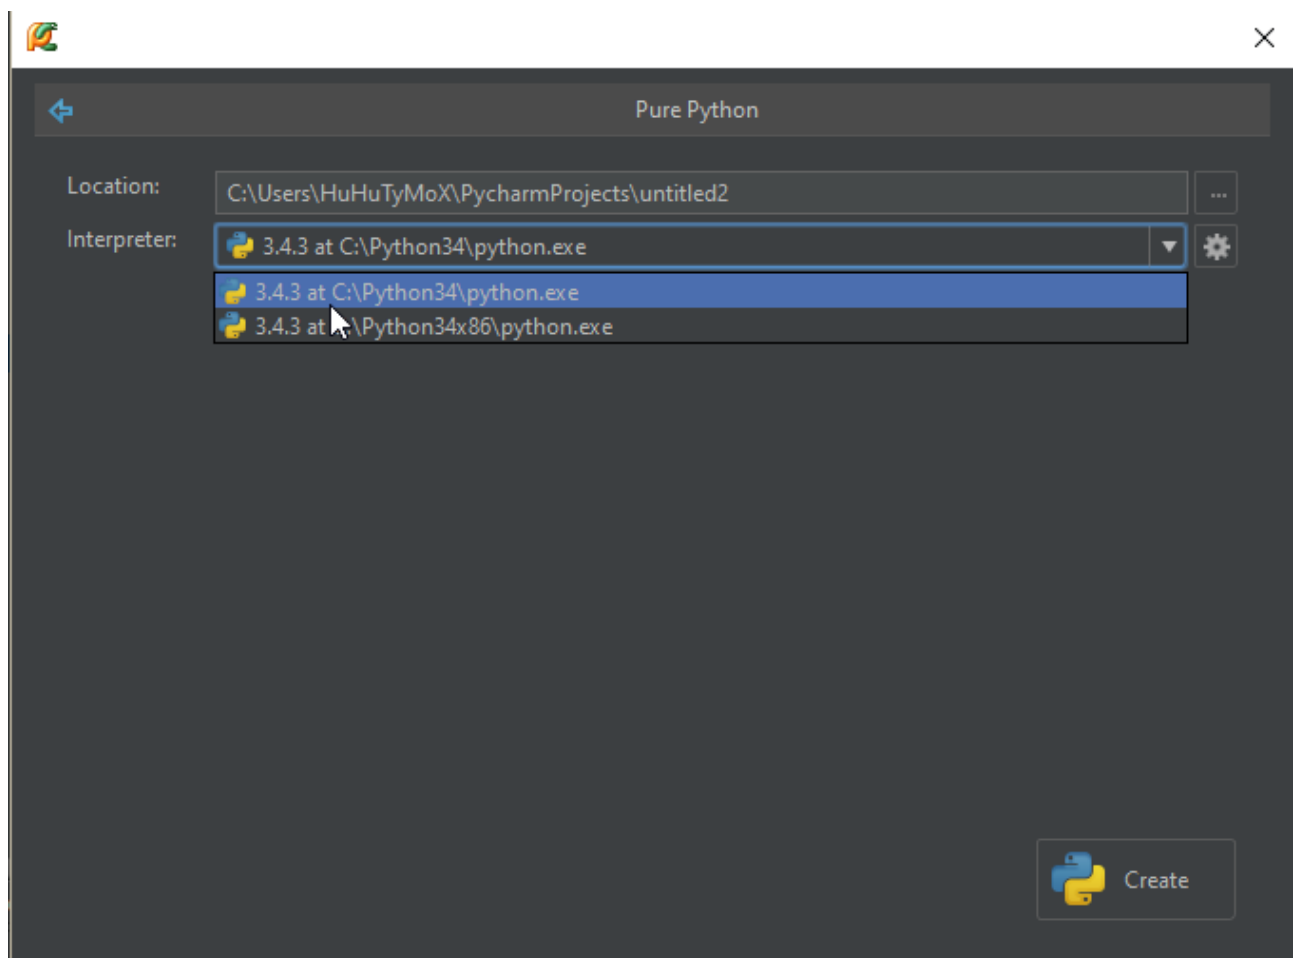 Pure Python
Location:
C:\Users\HuHuTyMoX\PycharmProjects\untitled2
...
Interpreter:
3.4.3 at C:\Python34\python.exe
3.4.3 at C:\Python34\python.exe
3.4.3 at \Python34x86\python.exe
Create